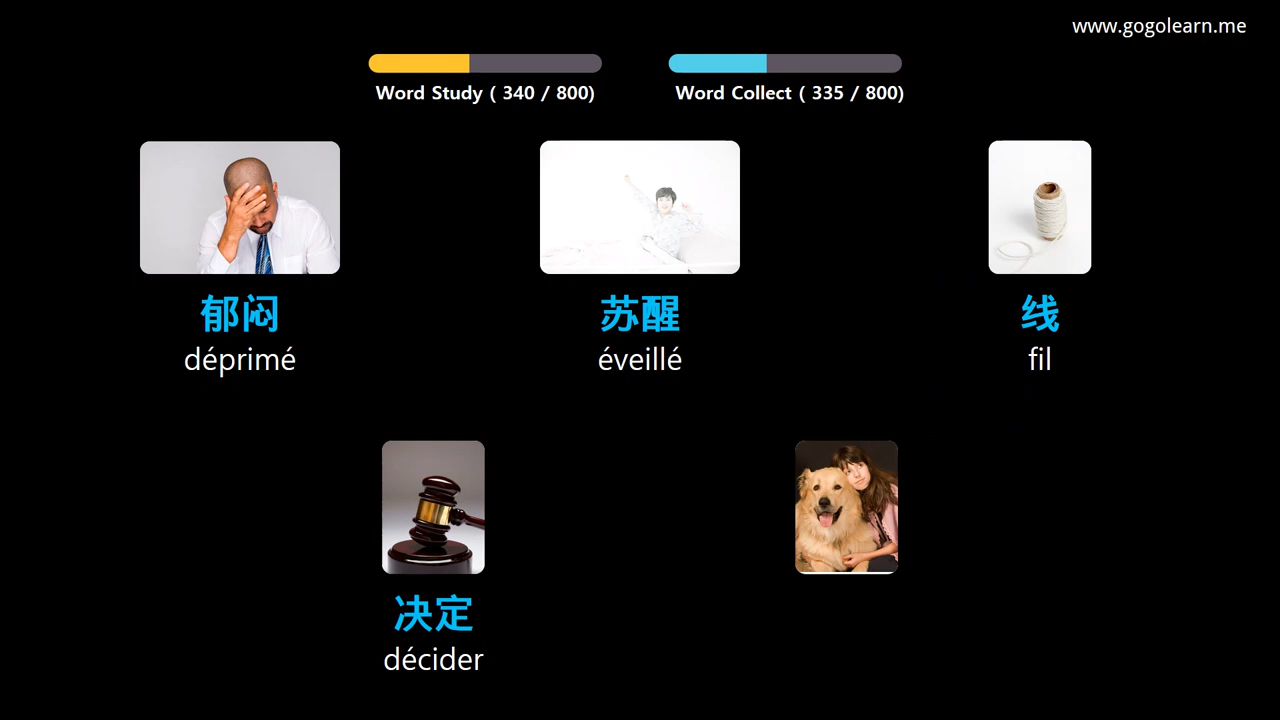 www.gogolearn.me
Word Study ( 340 / 800)
Word Collect ( 335 / 800)
郁闷
déprimé
苏醒
éveillé
线
fil
决定
décider